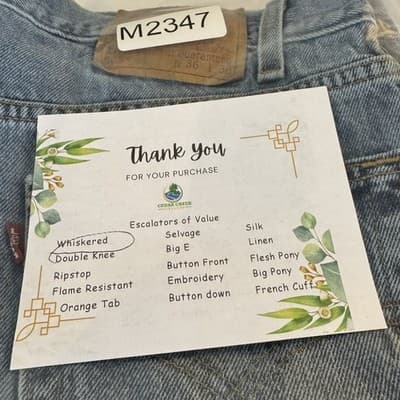 M2347
Thank You
FOR YOUR PURCHASE
CEDAR CREEK
Escalators of Value
Whiskered
Double Knee
Ripstop
Flame Resistant
Orange Tab
Selvage
Big E
Button Front
Embroidery
Button down
Silk
Linen
Flesh Pony
Big Pony
French Cuff